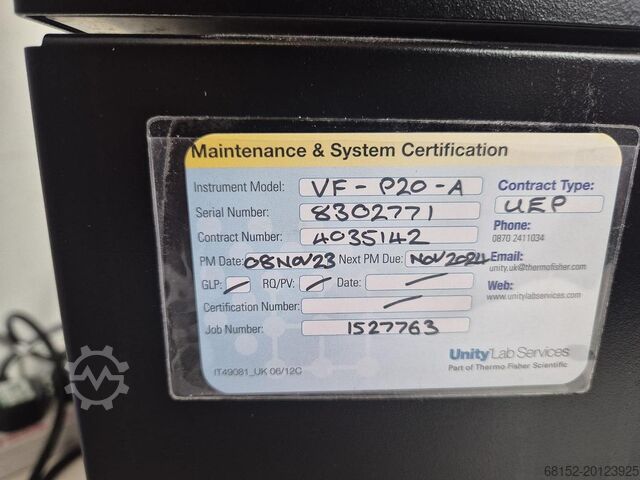 Maintenance & System Certification
Instrument Model: VF-P20-A
Contract Type: UEP
Serial Number: 8302771
Phone: 0870 2411034
Contract Number: 4035142
PM Date: 08NOV23 Next PM Due: NOV2024
Email: unity.uk@thermofisher.com
GLP: / RQ/PV: / Date: /
Web: www.unitylabservices.com
Certification Number: /
Job Number: 1527763
Unity Lab Services
Part of Thermo Fisher Scientific
IT49081_UK 06/12C
68152-20123925